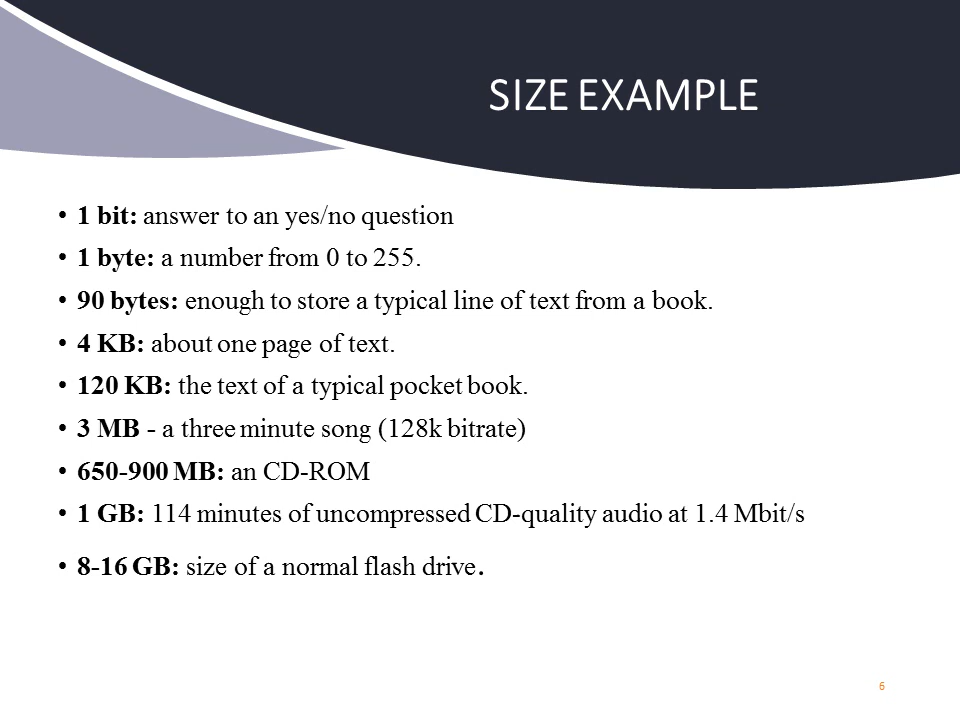 SIZE EXAMPLE
• 1 bit: answer to an yes/no question
• 1 byte: a number from 0 to 255.
• 90 bytes: enough to store a typical line of text from a book.
• 4 KB: about one page of text.
• 120 KB: the text of a typical pocket book.
• 3 MB - a three minute song (128k bitrate)
• 650-900 MB: an CD-ROM
• 1 GB: 114 minutes of uncompressed CD-quality audio at 1.4 Mbit/s
• 8-16 GB: size of a normal flash drive.
6